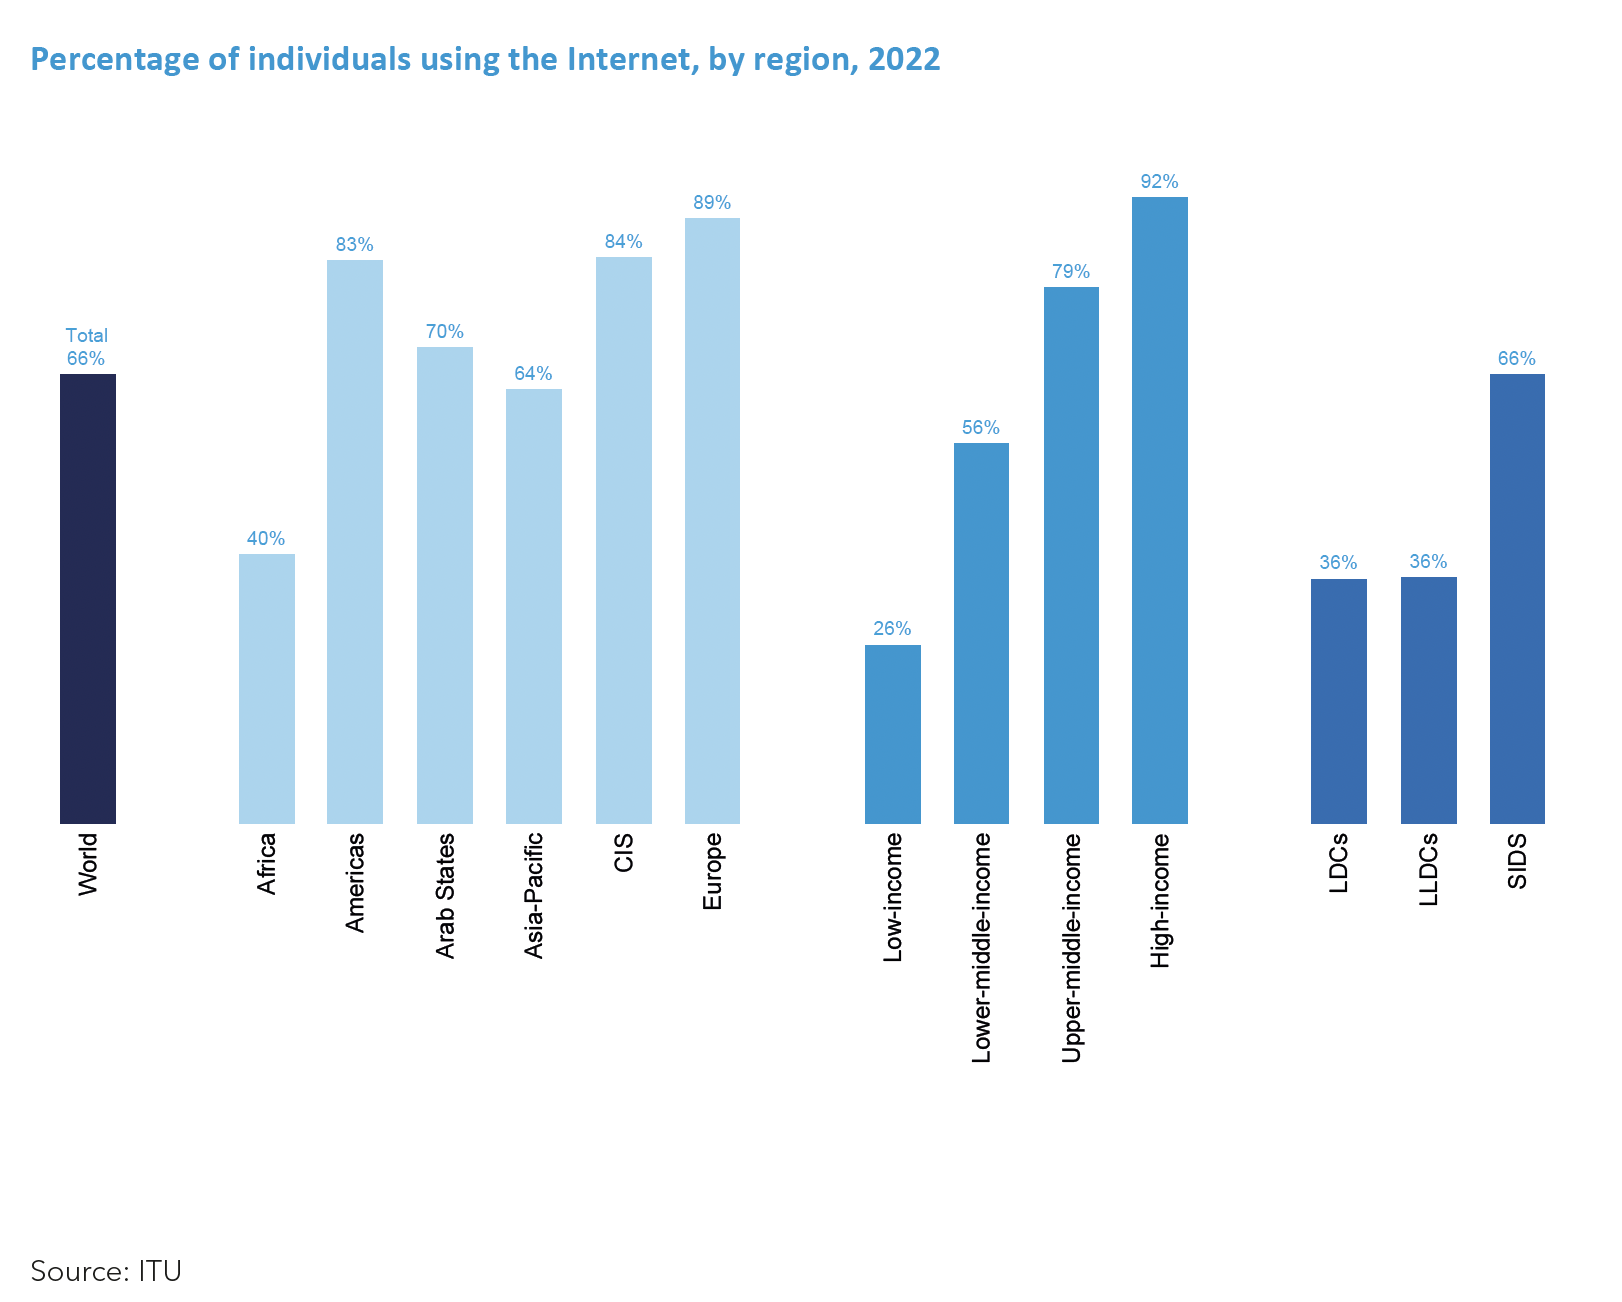 Percentage of individuals using the Internet, by region, 2022
Total
66%
40%
83%
70%
64%
84%
89%
26%
56%
79%
92%
36%
36%
66%
World
Africa
Americas
Arab States
Asia-Pacific
CIS
Europe
Low-income
Lower-middle-income
Upper-middle-income
High-income
LDCs
LLDCs
SIDS
Source: ITU